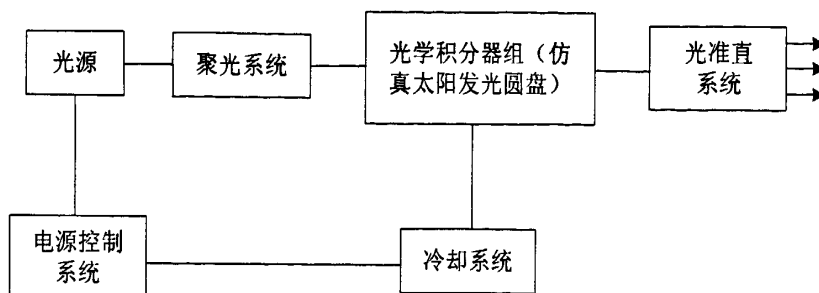 光源
聚光系统
光学积分器组（仿
真太阳发光圆盘）
光准直
系统
电源控制
系统
冷却系统